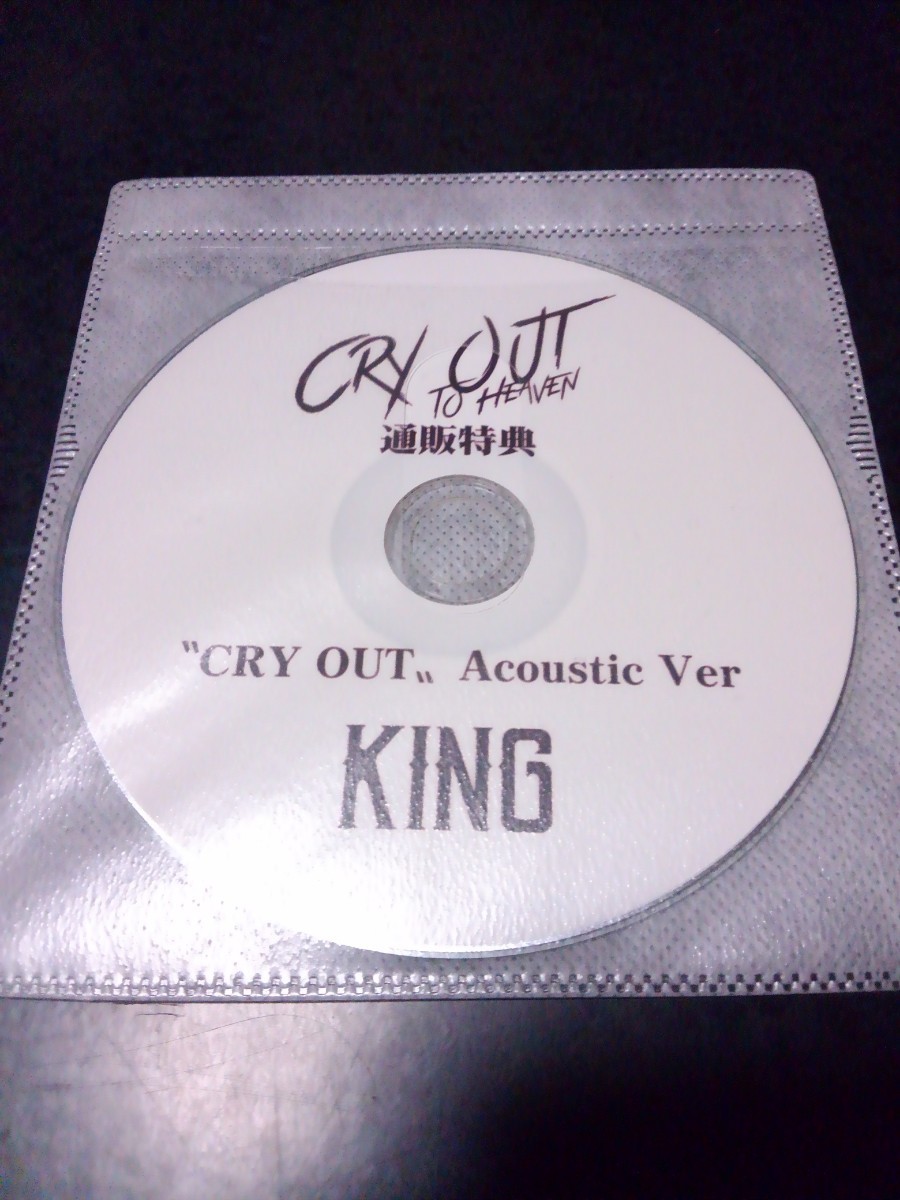 CRY OUT
TO HEAVEN
通販特典
〝CRY OUT〟 Acoustic Ver
KING